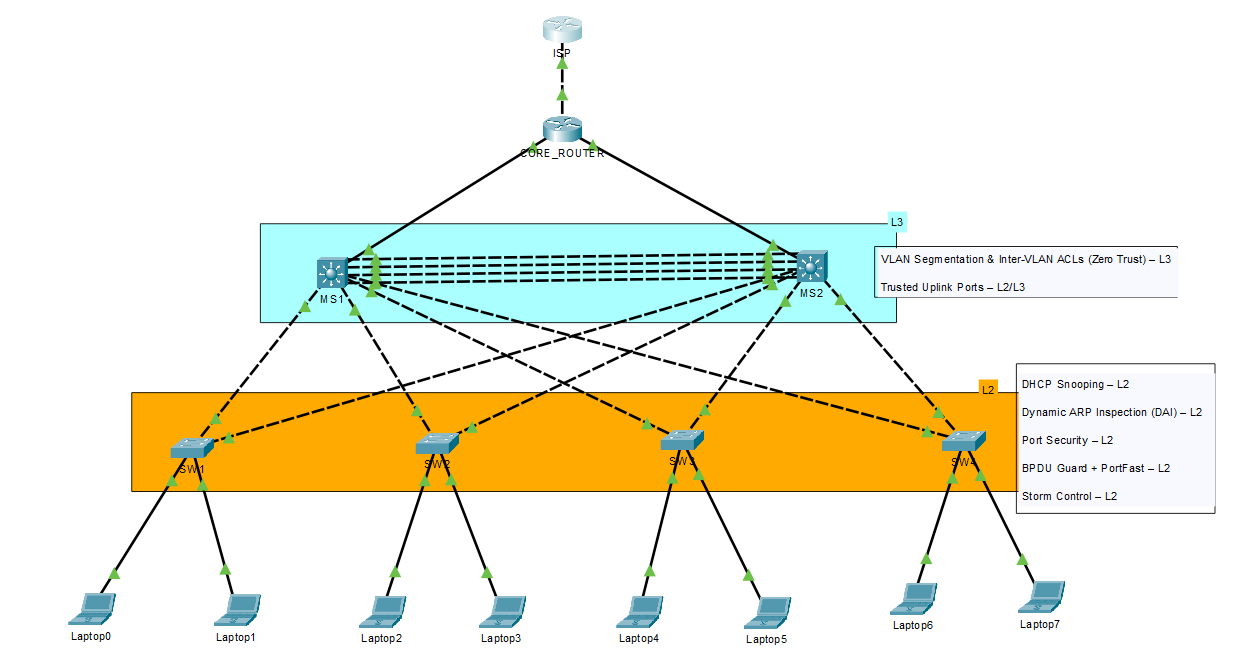 ISP
CORE_ROUTER
L3
VLAN Segmentation & Inter-VLAN ACLs (Zero Trust) – L3
Trusted Uplink Ports – L2/L3
MS1
MS2
L2
DHCP Snooping – L2
Dynamic ARP Inspection (DAI) – L2
Port Security – L2
BPDU Guard + PortFast – L2
Storm Control – L2
SW1
SW2
SW3
SW4
Laptop0
Laptop1
Laptop2
Laptop3
Laptop4
Laptop5
Laptop6
Laptop7